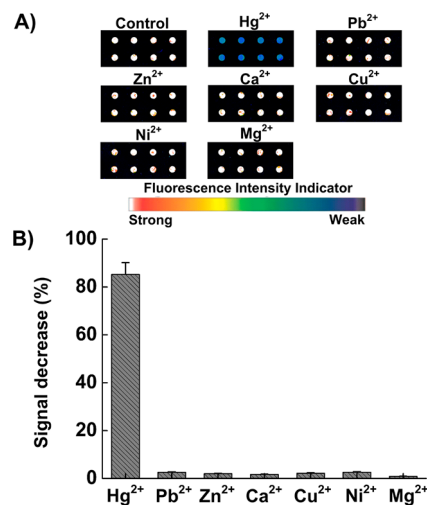 A)
Control Hg2+ Pb2+
Zn2+ Ca2+ Cu2+
Ni2+ Mg2+
Fluorescence Intensity Indicator
Strong Weak
B)
Signal decrease (%)
100
80
60
40
20
0
Hg2+ Pb2+ Zn2+ Ca2+ Cu2+ Ni2+ Mg2+